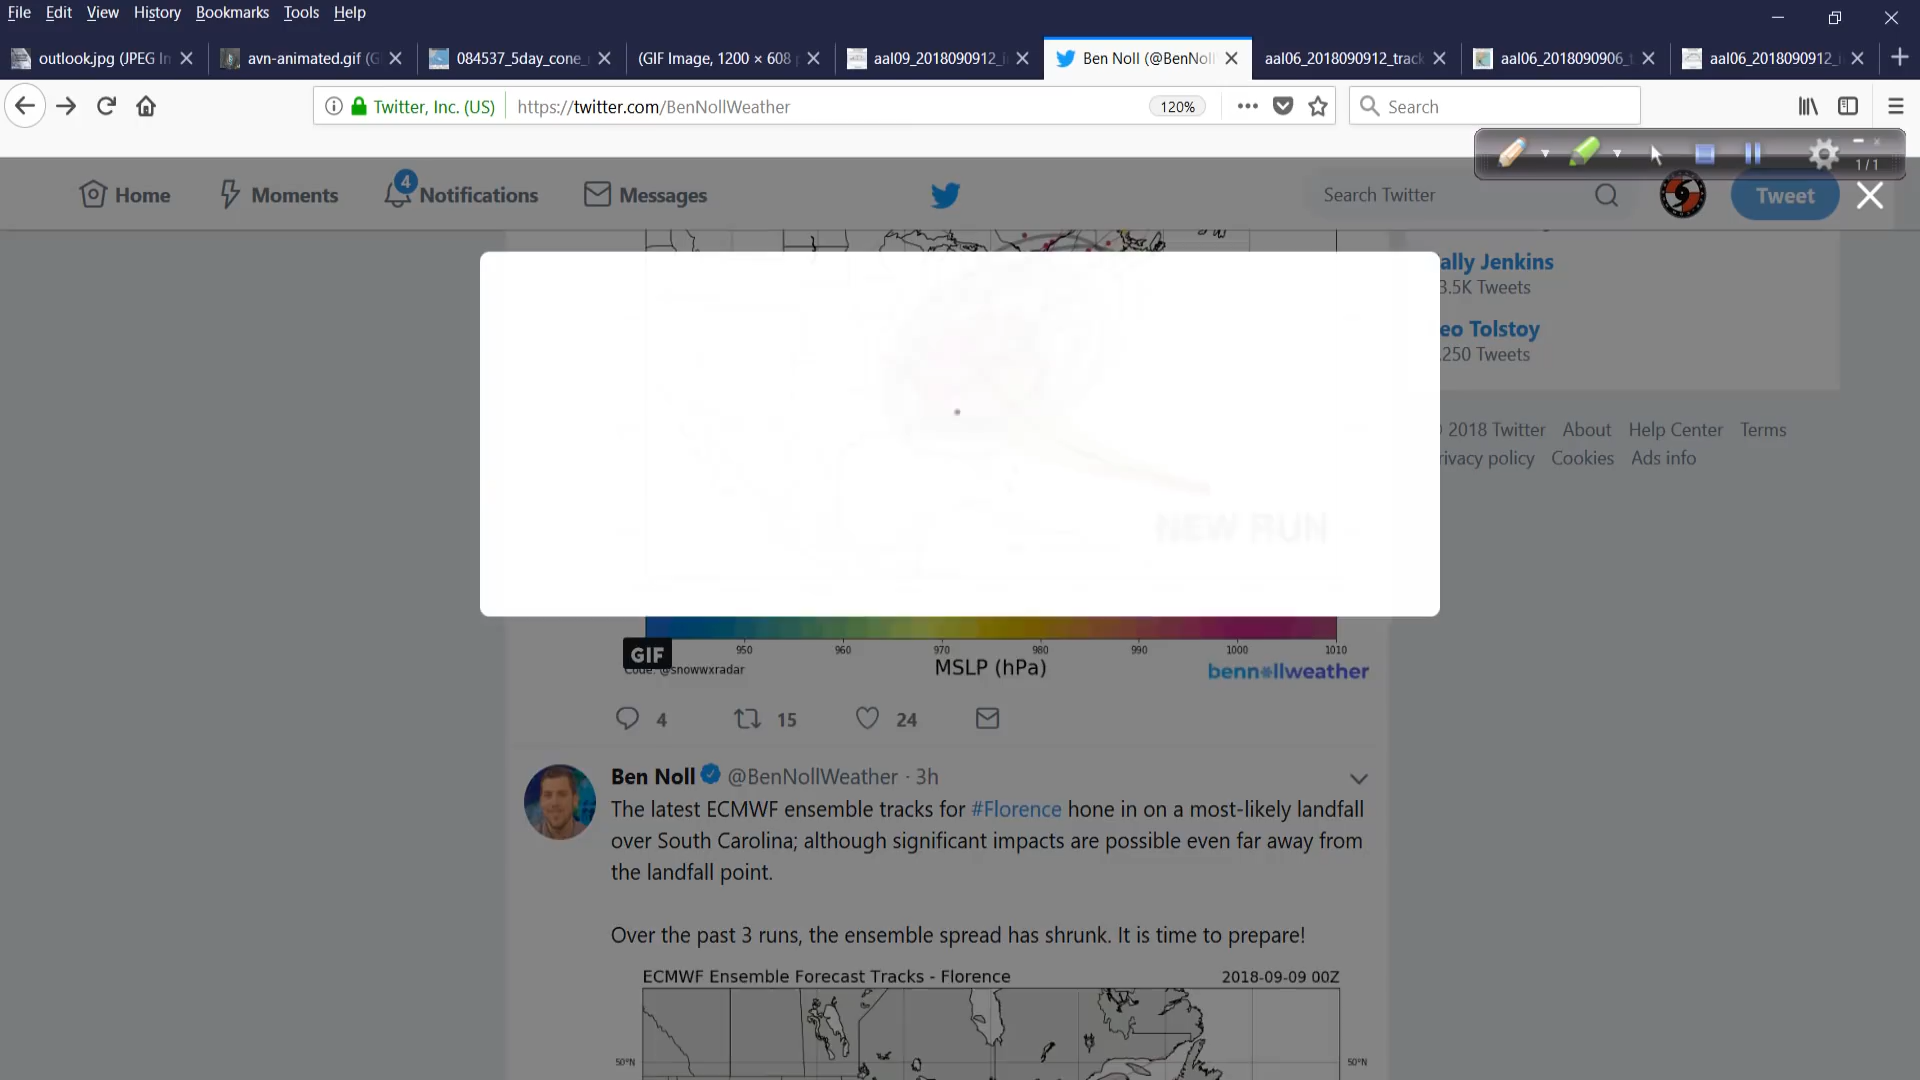 File Edit View History Bookmarks Tools Help
outlook.jpg (JPEG Im
avn-animated.gif (G
084537_5day_cone_
(GIF Image, 1200 × 608
aal09_2018090912_i
Ben Noll (@BenNoll
aal06_2018090912_track
aal06_2018090906_t
aal06_2018090912_i
Twitter, Inc. (US) https://twitter.com/BenNollWeather 120% Search
1/1
Home Moments 4 Notifications Messages Search Twitter Tweet
ally Jenkins
3.5K Tweets
eo Tolstoy
250 Tweets
2018 Twitter About Help Center Terms
rivacy policy Cookies Ads info
NEW RUN
950 960 970 980 990 1000 1010
GIF
Code: @snowwxradar
MSLP (hPa)
bennollweather
4 15 24
Ben Noll @BenNollWeather · 3h
The latest ECMWF ensemble tracks for #Florence hone in on a most-likely landfall
over South Carolina; although significant impacts are possible even far away from
the landfall point.
Over the past 3 runs, the ensemble spread has shrunk. It is time to prepare!
ECMWF Ensemble Forecast Tracks - Florence 2018-09-09 00Z
50°N 50°N